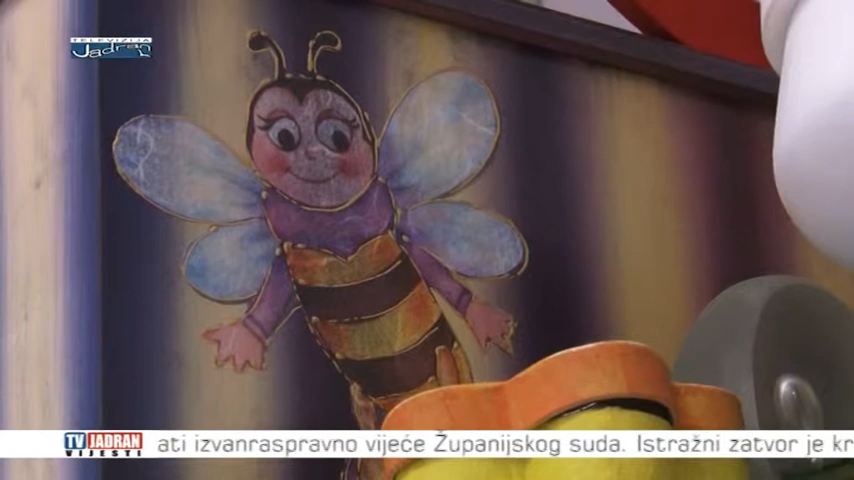 TELEVIZIJA
Jadran
TV JADRAN
VIJESTI
ati izvanraspravno vijeće Županijskog suda. Istražni zatvor je kr